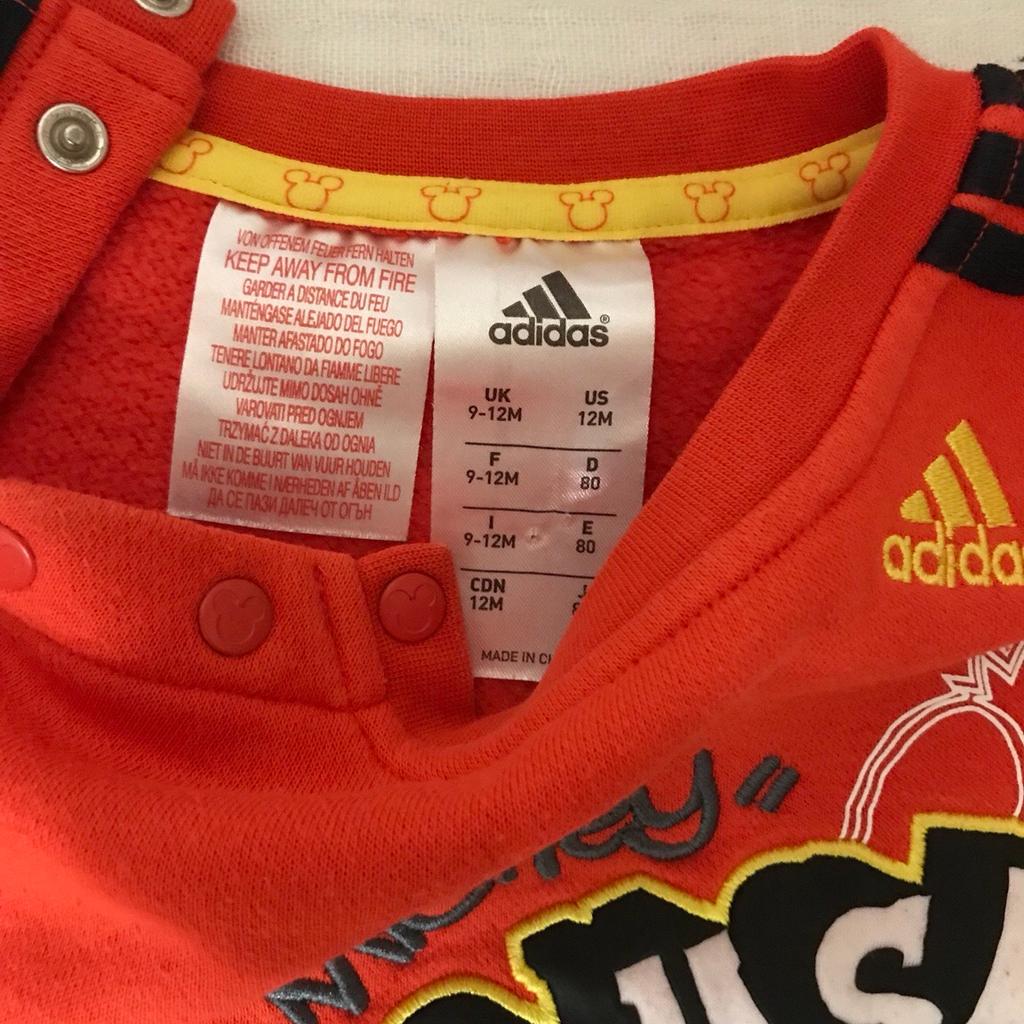 VON OFFENEM FEUER FERN HALTEN
KEEP AWAY FROM FIRE
GARDER A DISTANCE DU FEU
MANTÉNGASE ALEJADO DEL FUEGO
MANTER AFASTADO DO FOGO
TENERE LONTANO DA FIAMME LIBERE
UDRŽUJTE MIMO DOSAH OHNĚ
VAROVATI PRED OGNJEM
TRZYMAĆ Z DALEKA OD OGNIA
NIET IN DE BUURT VAN VUUR HOUDEN
MÅ IKKE KOMME I NÆRHEDEN AF ÅBEN ILD
ДА СЕ ПАЗИ ДАЛЕЧ ОТ ОГЪН
adidas®
UK US
9-12M 12M
F D
9-12M 80
I E
9-12M 80
CDN J
12M
MADE IN
adidas